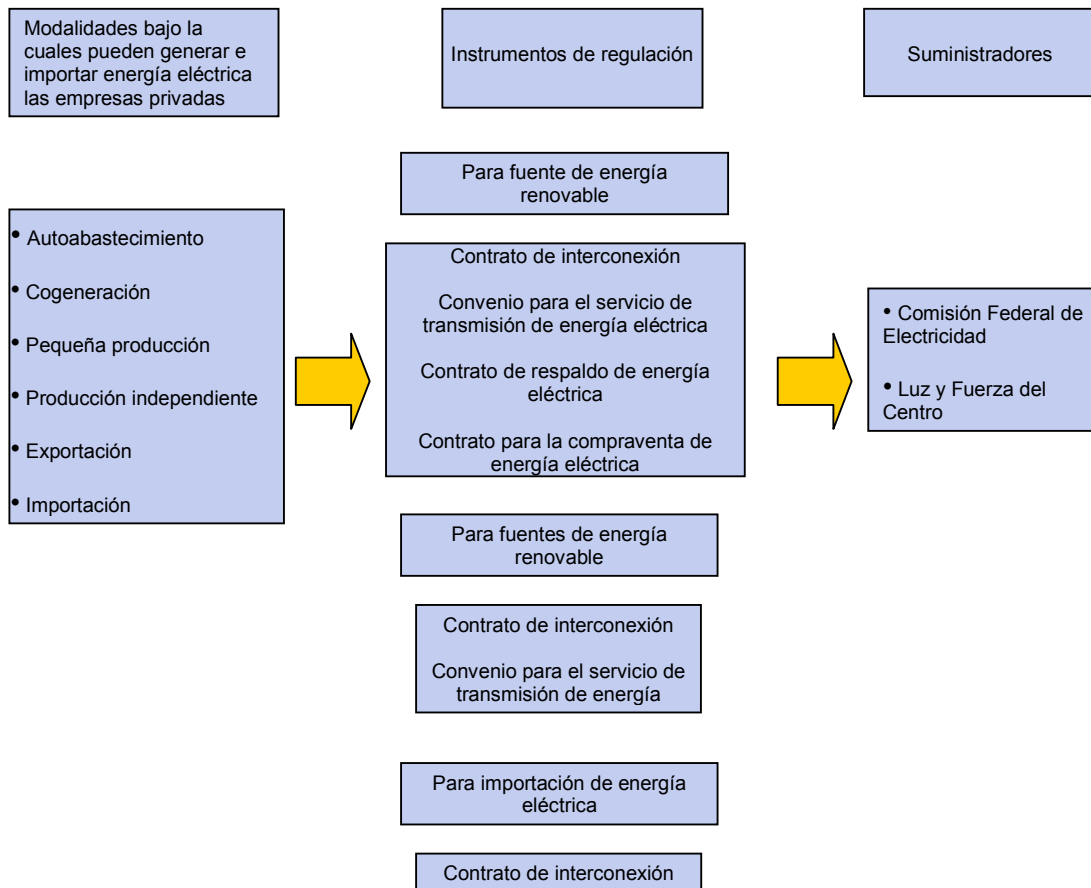 Modalidades bajo la
cuales pueden generar e
importar energía eléctrica
las empresas privadas
Instrumentos de regulación
Suministradores
Para fuente de energía
renovable
• Autoabastecimiento
• Cogeneración
• Pequeña producción
• Producción independiente
• Exportación
• Importación
Contrato de interconexión
Convenio para el servicio de
transmisión de energía eléctrica
Contrato de respaldo de energía
eléctrica
Contrato para la compraventa de
energía eléctrica
• Comisión Federal de
Electricidad
• Luz y Fuerza del
Centro
Para fuentes de energía
renovable
Contrato de interconexión
Convenio para el servicio de
transmisión de energía
Para importación de energía
eléctrica
Contrato de interconexión